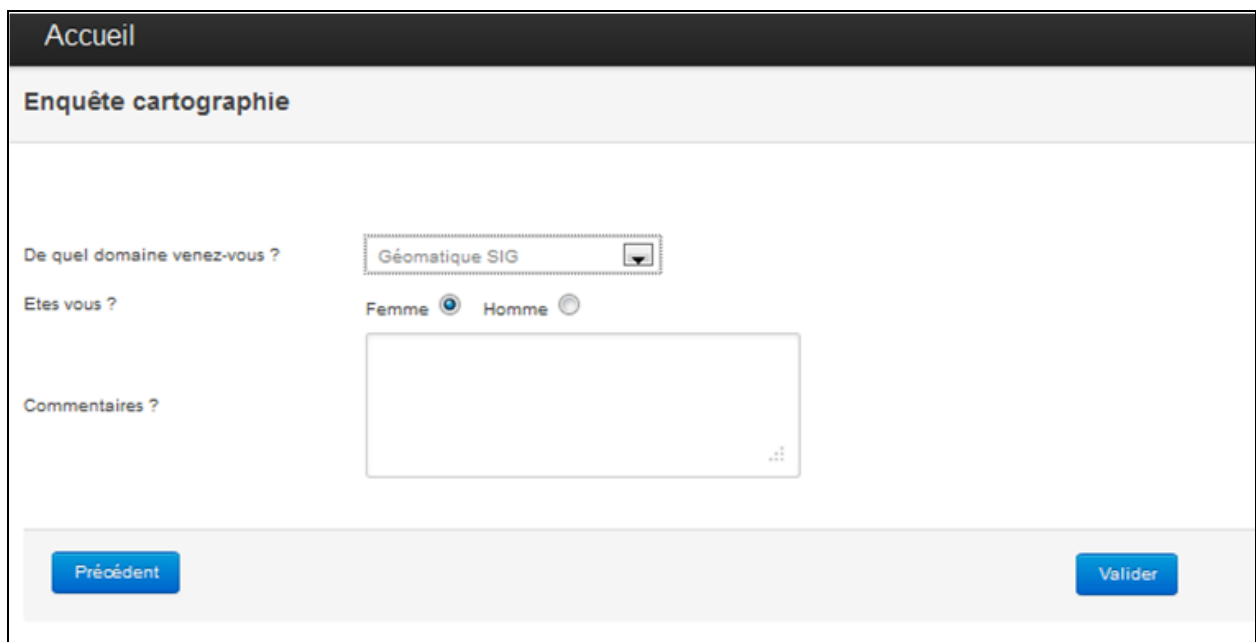 Accueil
Enquête cartographie
De quel domaine venez-vous ?
Géomatique SIG
Etes vous ?
Femme Homme
Commentaires ?
Précédent
Valider